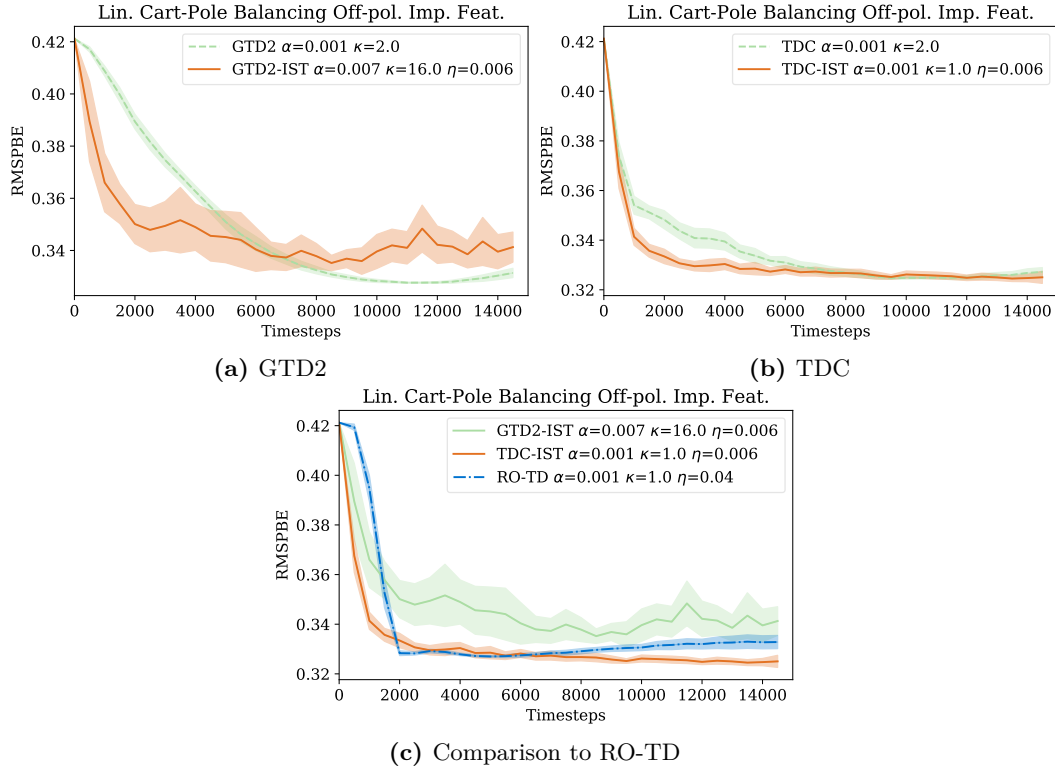 Lin. Cart-Pole Balancing Off-pol. Imp. Feat.
GTD2 α=0.001 κ=2.0
GTD2-IST α=0.007 κ=16.0 η=0.006
RMSPBE
0.42
0.40
0.38
0.36
0.34
0 2000 4000 6000 8000 10000 12000 14000
Timesteps
(a) GTD2
Lin. Cart-Pole Balancing Off-pol. Imp. Feat.
TDC α=0.001 κ=2.0
TDC-IST α=0.001 κ=1.0 η=0.006
RMSPBE
0.42
0.40
0.38
0.36
0.34
0.32
0 2000 4000 6000 8000 10000 12000 14000
Timesteps
(b) TDC
Lin. Cart-Pole Balancing Off-pol. Imp. Feat.
GTD2-IST α=0.007 κ=16.0 η=0.006
TDC-IST α=0.001 κ=1.0 η=0.006
RO-TD α=0.001 κ=1.0 η=0.04
RMSPBE
0.42
0.40
0.38
0.36
0.34
0.32
0 2000 4000 6000 8000 10000 12000 14000
Timesteps
(c) Comparison to RO-TD